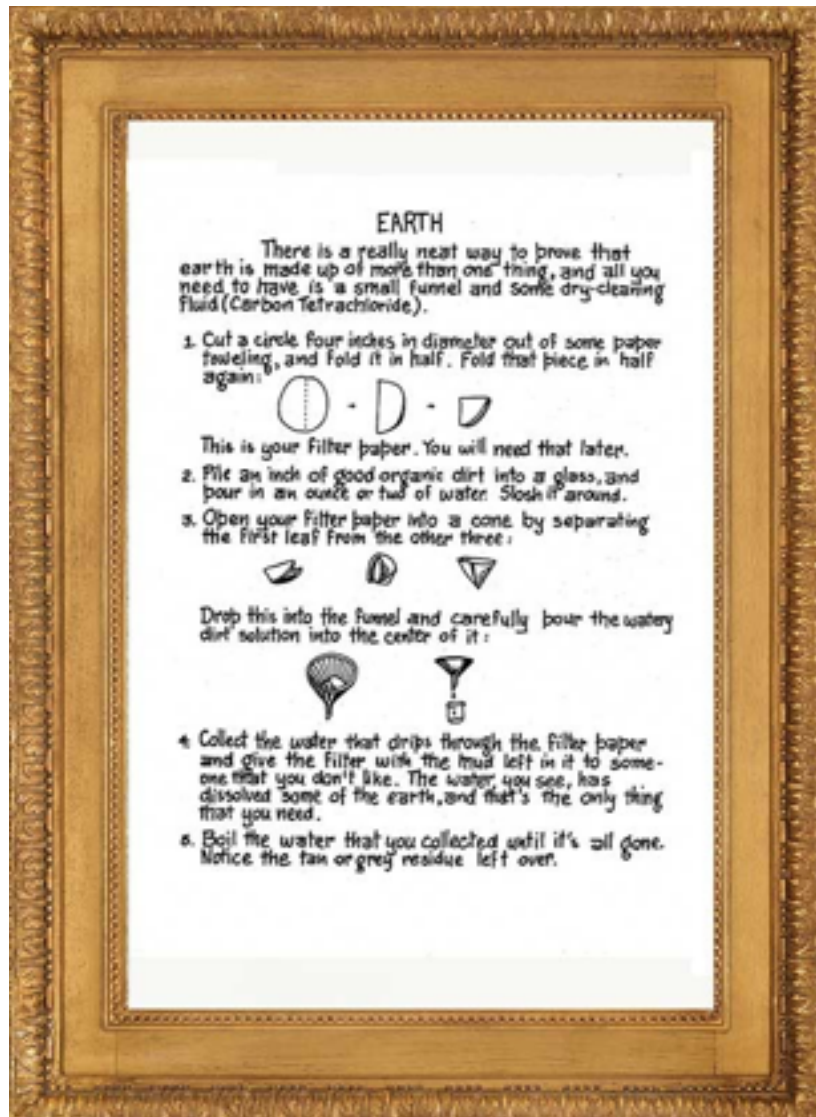 EARTH
There is a really neat way to prove that
earth is made up of more than one thing, and all you
need to have is a small funnel and some dry-cleaning
fluid (Carbon Tetrachloride).
1. Cut a circle four inches in diameter out of some paper
toweling, and fold it in half. Fold that piece in half
again:
This is your filter paper. You will need that later.
2. Pile an inch of good organic dirt into a glass, and
pour in an ounce or two of water. Slosh it around.
3. Open your filter paper into a cone by separating
the first leaf from the other three:
Drop this into the funnel and carefully pour the watery
dirt solution into the center of it:
4. Collect the water that drips through the filter paper
and give the filter with the mud left in it to some-
one that you don't like. The water, you see, has
dissolved some of the earth, and that's the only thing
that you need.
5. Boil the water that you collected until it's all gone.
Notice the tan or grey residue left over.